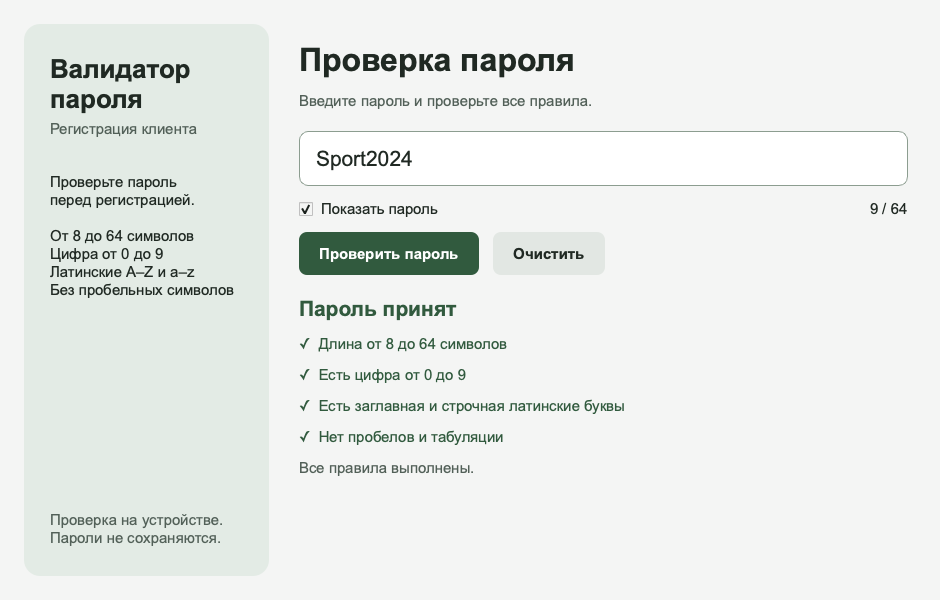 Валидатор
пароля
Регистрация клиента
Проверьте пароль
перед регистрацией.
От 8 до 64 символов
Цифра от 0 до 9
Латинские A–Z и a–z
Без пробельных символов
Проверка на устройстве.
Пароли не сохраняются.
Проверка пароля
Введите пароль и проверьте все правила.
Sport2024
Показать пароль
9 / 64
Проверить пароль
Очистить
Пароль принят
✓ Длина от 8 до 64 символов
✓ Есть цифра от 0 до 9
✓ Есть заглавная и строчная латинские буквы
✓ Нет пробелов и табуляции
Все правила выполнены.